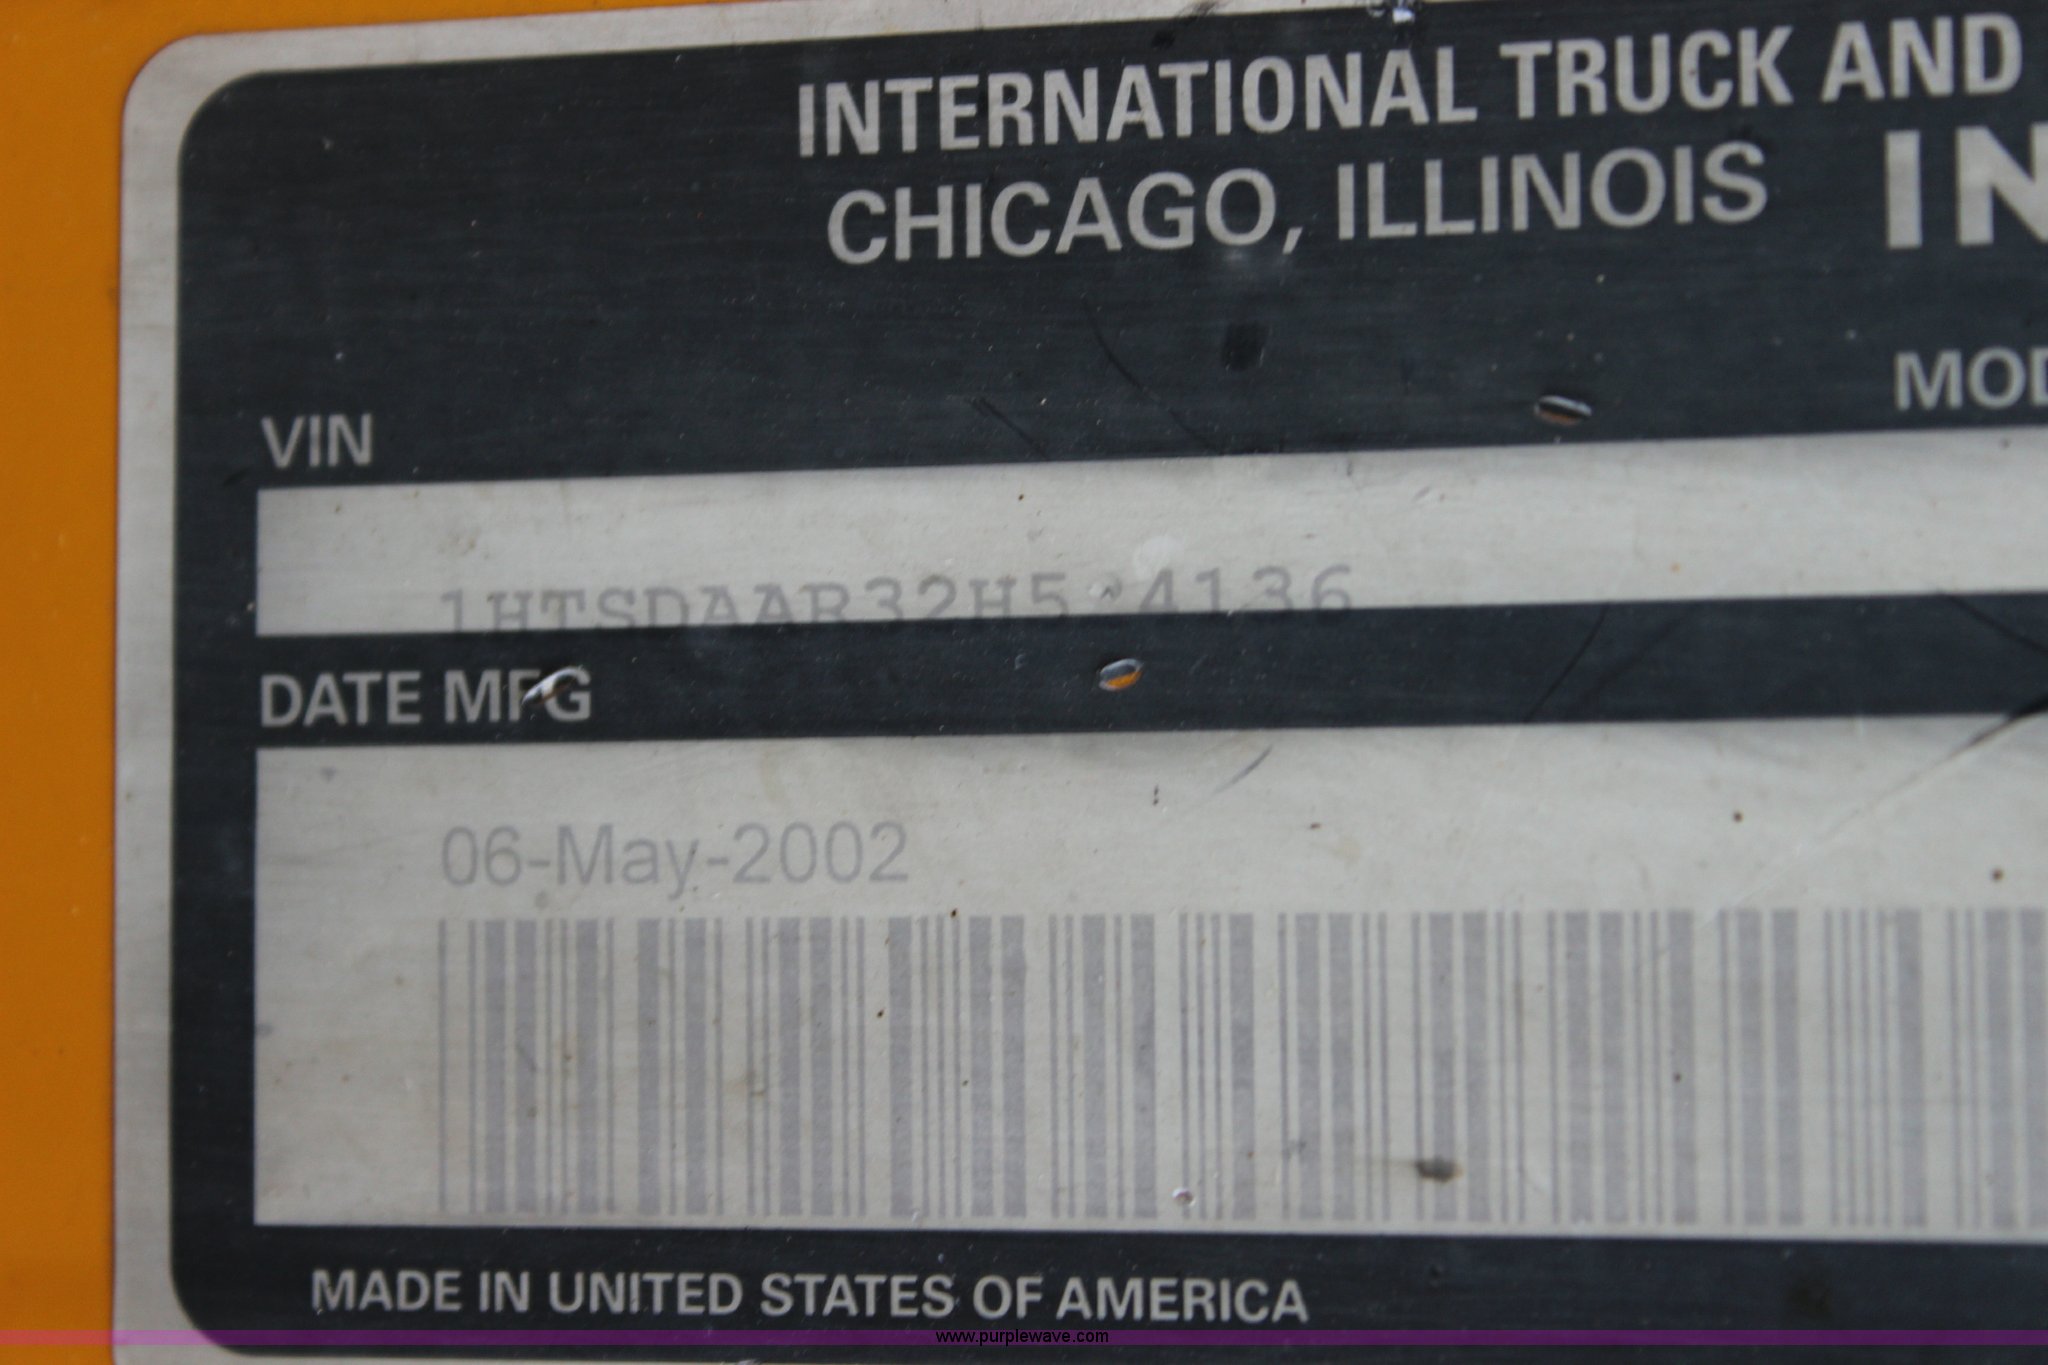 INTERNATIONAL TRUCK AND
CHICAGO, ILLINOIS
IN
VIN
MOD
DATE MFG
06-May-2002
MADE IN UNITED STATES OF AMERICA
www.purplewave.com